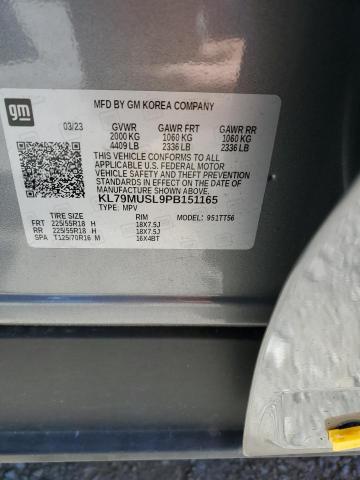 gm
MFD BY GM KOREA COMPANY
03/23 GVWR GAWR FRT GAWR RR
2000 KG 1060 KG 1060 KG
4409 LB 2336 LB 2336 LB
THIS VEHICLE CONFORMS TO ALL
APPLICABLE U.S. FEDERAL MOTOR
VEHICLE SAFETY AND THEFT PREVENTION
STANDARDS IN EFFECT ON THE DATE OF
MANUFACTURE SHOWN ABOVE.
KL79MUSL9PB151165
TYPE: MPV MODEL: 951TT56
TIRE SIZE RIM
FRT 225/55R18 H 18X7.5J
RR 225/55R18 H 18X7.5J
SPA T125/70R16 M 16X4BT